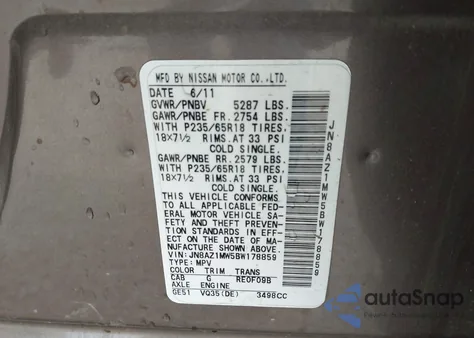 MFD BY NISSAN MOTOR CO.,LTD.
DATE 6/11
GVWR/PNBV 5287 LBS.
GAWR/PNBE FR. 2754 LBS.
WITH P235/65R18 TIRES,
18X7½ RIMS.AT 33 PSI
COLD SINGLE.
GAWR/PNBE RR. 2579 LBS.
WITH P235/65R18 TIRES,
18X7½ RIMS.AT 33 PSI
COLD SINGLE.
THIS VEHICLE CONFORMS
TO ALL APPLICABLE FED-
ERAL MOTOR VEHICLE SA-
FETY AND THEFT PREVENT-
ION STANDARDS IN EFF-
ECT ON THE DATE OF MA-
NUFACTURE SHOWN ABOVE.
VIN:JN8AZ1MW5BW178859
TYPE: MPV
COLOR TRIM TRANS
CAB G RE0F09B
AXLE ENGINE
GE51 VQ35(DE) 3498CC
JN8AZ1MW5BW178859
autoSnap